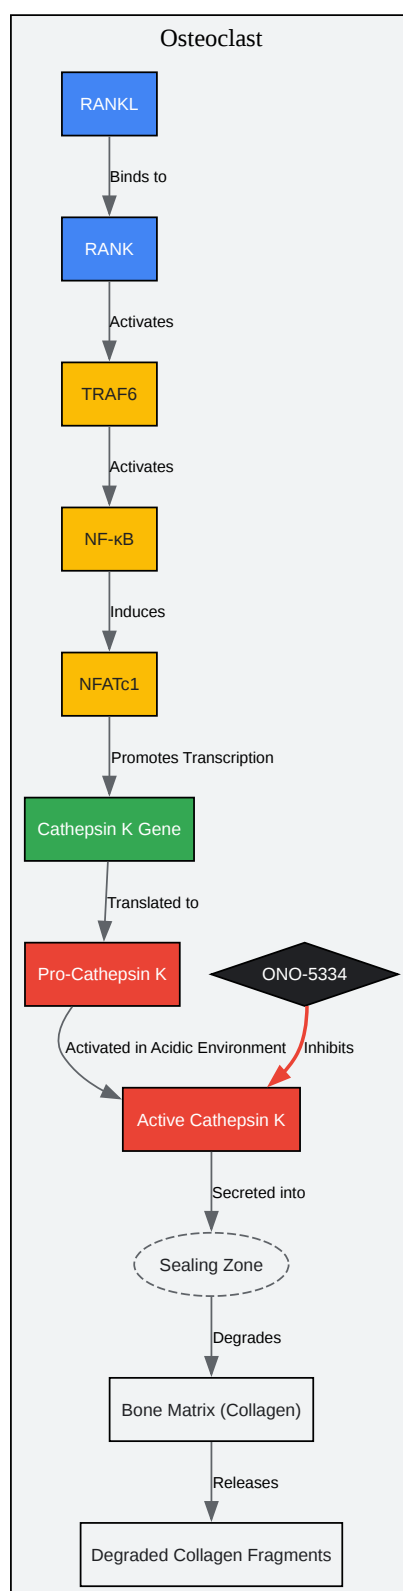 Osteoclast
RANKL
Binds to
RANK
Activates
TRAF6
Activates
NF-κB
Induces
NFATc1
Promotes Transcription
Cathepsin K Gene
Translated to
Pro-Cathepsin K
ONO-5334
Activated in Acidic Environment
Inhibits
Active Cathepsin K
Secreted into
Sealing Zone
Degrades
Bone Matrix (Collagen)
Releases
Degraded Collagen Fragments